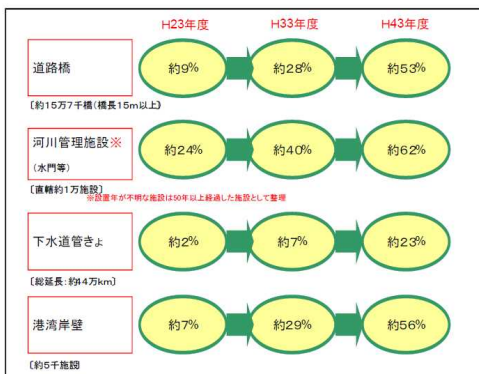 H23年度 H33年度 H43年度
道路橋 約9% 約28% 約53%
〔約15万7千橋(橋長15m以上)〕
河川管理施設※ 約24% 約40% 約62%
(水門等)
〔直轄約1万施設〕
※設置年が不明な施設は50年以上経過した施設として整理
下水道管きょ 約2% 約7% 約23%
〔総延長:約44万km〕
港湾岸壁 約7% 約29% 約56%
〔約5千施設〕